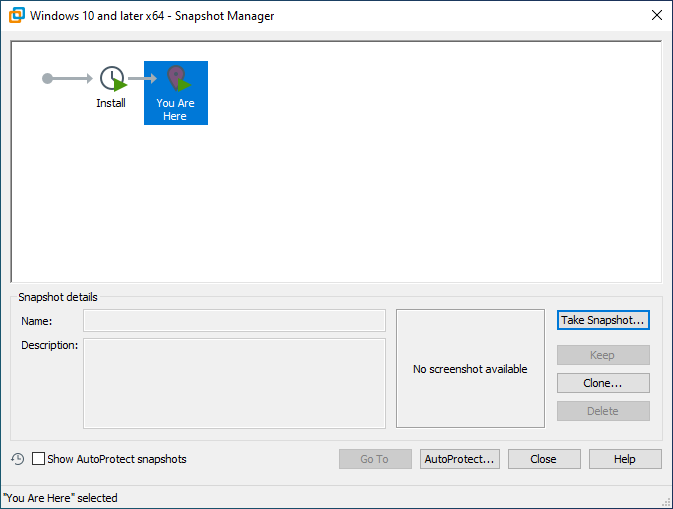 Windows 10 and later x64 - Snapshot Manager
Install
You Are
Here
Snapshot details
Name:
Take Snapshot...
Description:
Keep
No screenshot available
Clone...
Delete
Show AutoProtect snapshots
Go To
AutoProtect...
Close
Help
"You Are Here" selected